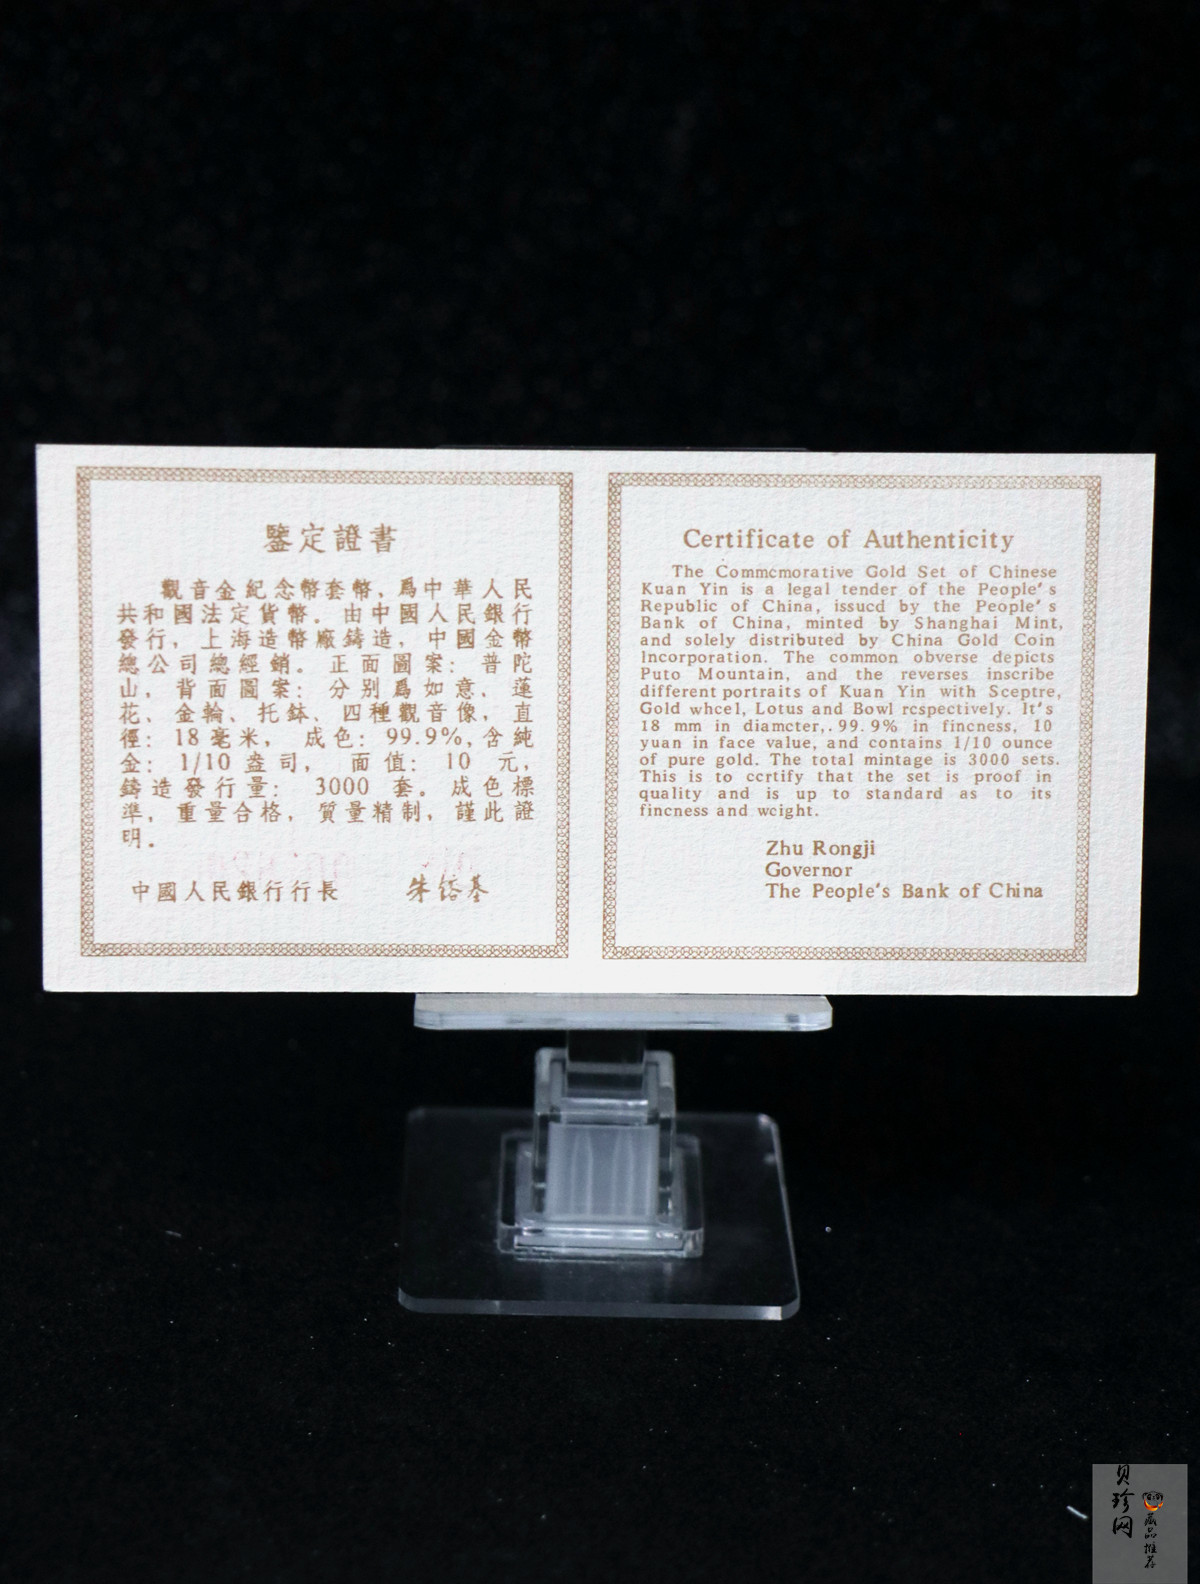 鑒定證書
觀音金紀念幣套幣，爲中華人民
共和國法定貨幣。由中國人民銀行
發行，上海造幣廠鑄造，中國金幣
總公司總經銷。正面圖案：普陀
山，背面圖案：分别爲如意、蓮
花、金輪、托鉢、四種觀音像，直
徑：18毫米，成色：99.9%，含純
金：1/10盎司，面值：10元，
鑄造發行量：3000套。成色標
準，重量合格，質量精制，謹此證
明。
中國人民銀行行長 朱鎔基
Certificate of Authenticity
The Commemorative Gold Set of Chinese
Kuan Yin is a legal tender of the People's
Republic of China, issued by the People's
Bank of China, minted by Shanghai Mint,
and solely distributed by China Gold Coin
Incorporation. The common obverse depicts
Puto Mountain, and the reverses inscribe
different portraits of Kuan Yin with Sceptre,
Gold wheel, Lotus and Bowl respectively. It's
18 mm in diameter,. 99.9% in fineness, 10
yuan in face value, and contains 1/10 ounce
of pure gold. The total mintage is 3000 sets.
This is to certify that the set is proof in
quality and is up to standard as to its
fineness and weight.
Zhu Rongji
Governor
The People's Bank of China
贝珍网
藏品推荐